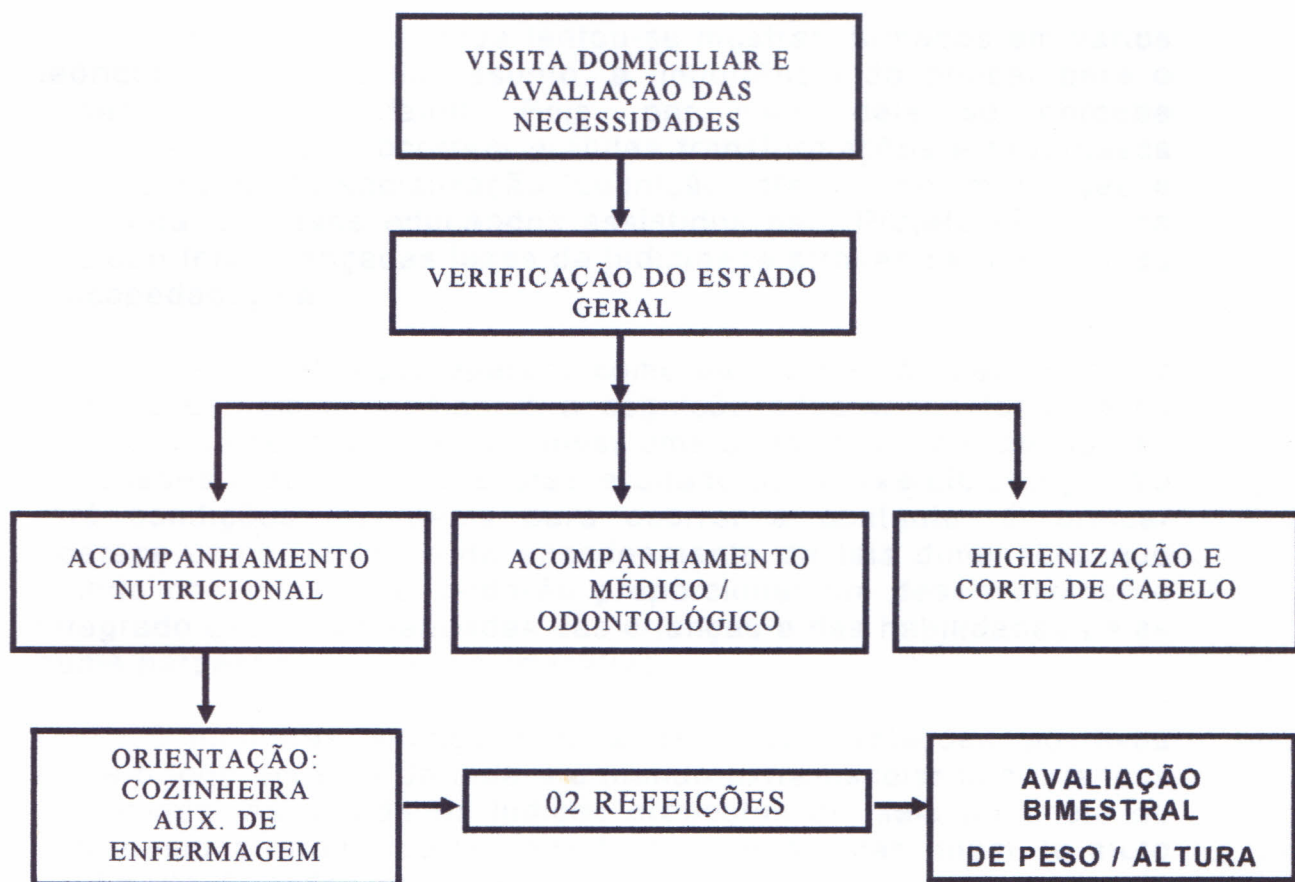 VISITA DOMICILIAR E
AVALIAÇÃO DAS
NECESSIDADES
VERIFICAÇÃO DO ESTADO
GERAL
ACOMPANHAMENTO
NUTRICIONAL
ACOMPANHAMENTO
MÉDICO /
ODONTOLÓGICO
HIGIENIZAÇÃO E
CORTE DE CABELO
ORIENTAÇÃO:
COZINHEIRA
AUX. DE
ENFERMAGEM
02 REFEIÇÕES
AVALIAÇÃO
BIMESTRAL
DE PESO / ALTURA